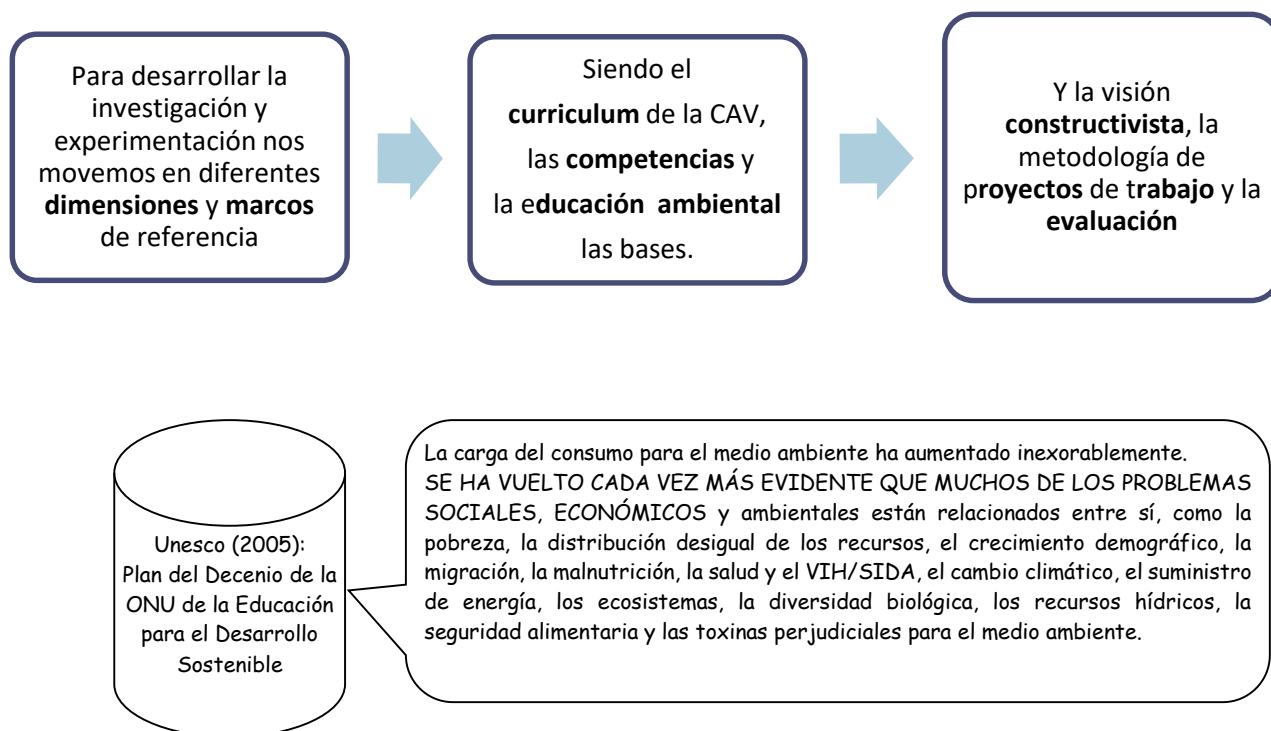 Para desarrollar la
investigación y
experimentación nos
movemos en diferentes
dimensiones y marcos
de referencia
Siendo el
curriculum de la CAV,
las competencias y
la educación ambiental
las bases.
Y la visión
constructivista, la
metodología de
proyectos de trabajo y la
evaluación
Unesco (2005):
Plan del Decenio de la
ONU de la Educación
para el Desarrollo
Sostenible
La carga del consumo para el medio ambiente ha aumentado inexorablemente.
SE HA VUELTO CADA VEZ MÁS EVIDENTE QUE MUCHOS DE LOS PROBLEMAS
SOCIALES, ECONÓMICOS y ambientales están relacionados entre sí, como la
pobreza, la distribución desigual de los recursos, el crecimiento demográfico, la
migración, la malnutrición, la salud y el VIH/SIDA, el cambio climático, el suministro
de energía, los ecosistemas, la diversidad biológica, los recursos hídricos, la
seguridad alimentaria y las toxinas perjudiciales para el medio ambiente.